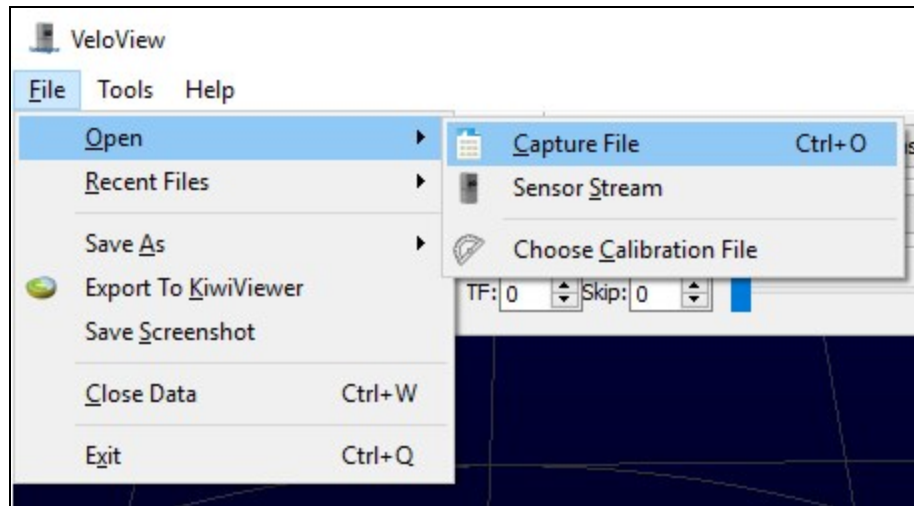 VeloView
File Tools Help
Open
Recent Files
Save As
Export To KiwiViewer
Save Screenshot
Close Data Ctrl+W
Exit Ctrl+Q
Capture File Ctrl+O
Sensor Stream
Choose Calibration File
TF: 0 Skip: 0